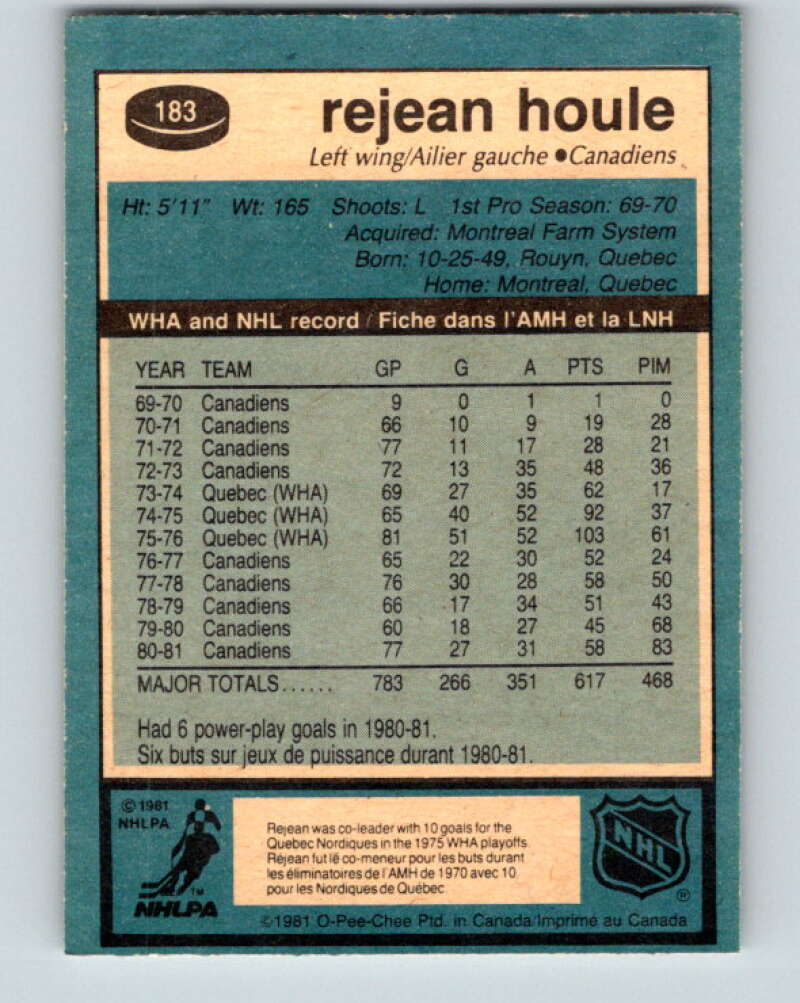 183
rejean houle
Left wing/Ailier gauche ●Canadiens
Ht: 5'11" Wt: 165 Shoots: L 1st Pro Season: 69-70
Acquired: Montreal Farm System
Born: 10-25-49, Rouyn, Quebec
Home: Montreal, Quebec
WHA and NHL record / Fiche dans l'AMH et la LNH
YEAR TEAM GP G A PTS PIM
69-70 Canadiens 9 0 1 1 0
70-71 Canadiens 66 10 9 19 28
71-72 Canadiens 77 11 17 28 21
72-73 Canadiens 72 13 35 48 36
73-74 Quebec (WHA) 69 27 35 62 17
74-75 Quebec (WHA) 65 40 52 92 37
75-76 Quebec (WHA) 81 51 52 103 61
76-77 Canadiens 65 22 30 52 24
77-78 Canadiens 76 30 28 58 50
78-79 Canadiens 66 17 34 51 43
79-80 Canadiens 60 18 27 45 68
80-81 Canadiens 77 27 31 58 83
MAJOR TOTALS...... 783 266 351 617 468
Had 6 power-play goals in 1980-81.
Six buts sur jeux de puissance durant 1980-81.
© 1981
NHLPA
TM
NHLPA
Rejean was co-leader with 10 goals for the
Quebec Nordiques in the 1975 WHA playoffs.
Réjean fut lé co-meneur pour les buts durant
les éliminatoires de l'AMH de 1970 avec 10
pour les Nordiques de Québec
NHL
®
©1981 O-Pee-Chee Ptd. in Canada/Imprime au Canada